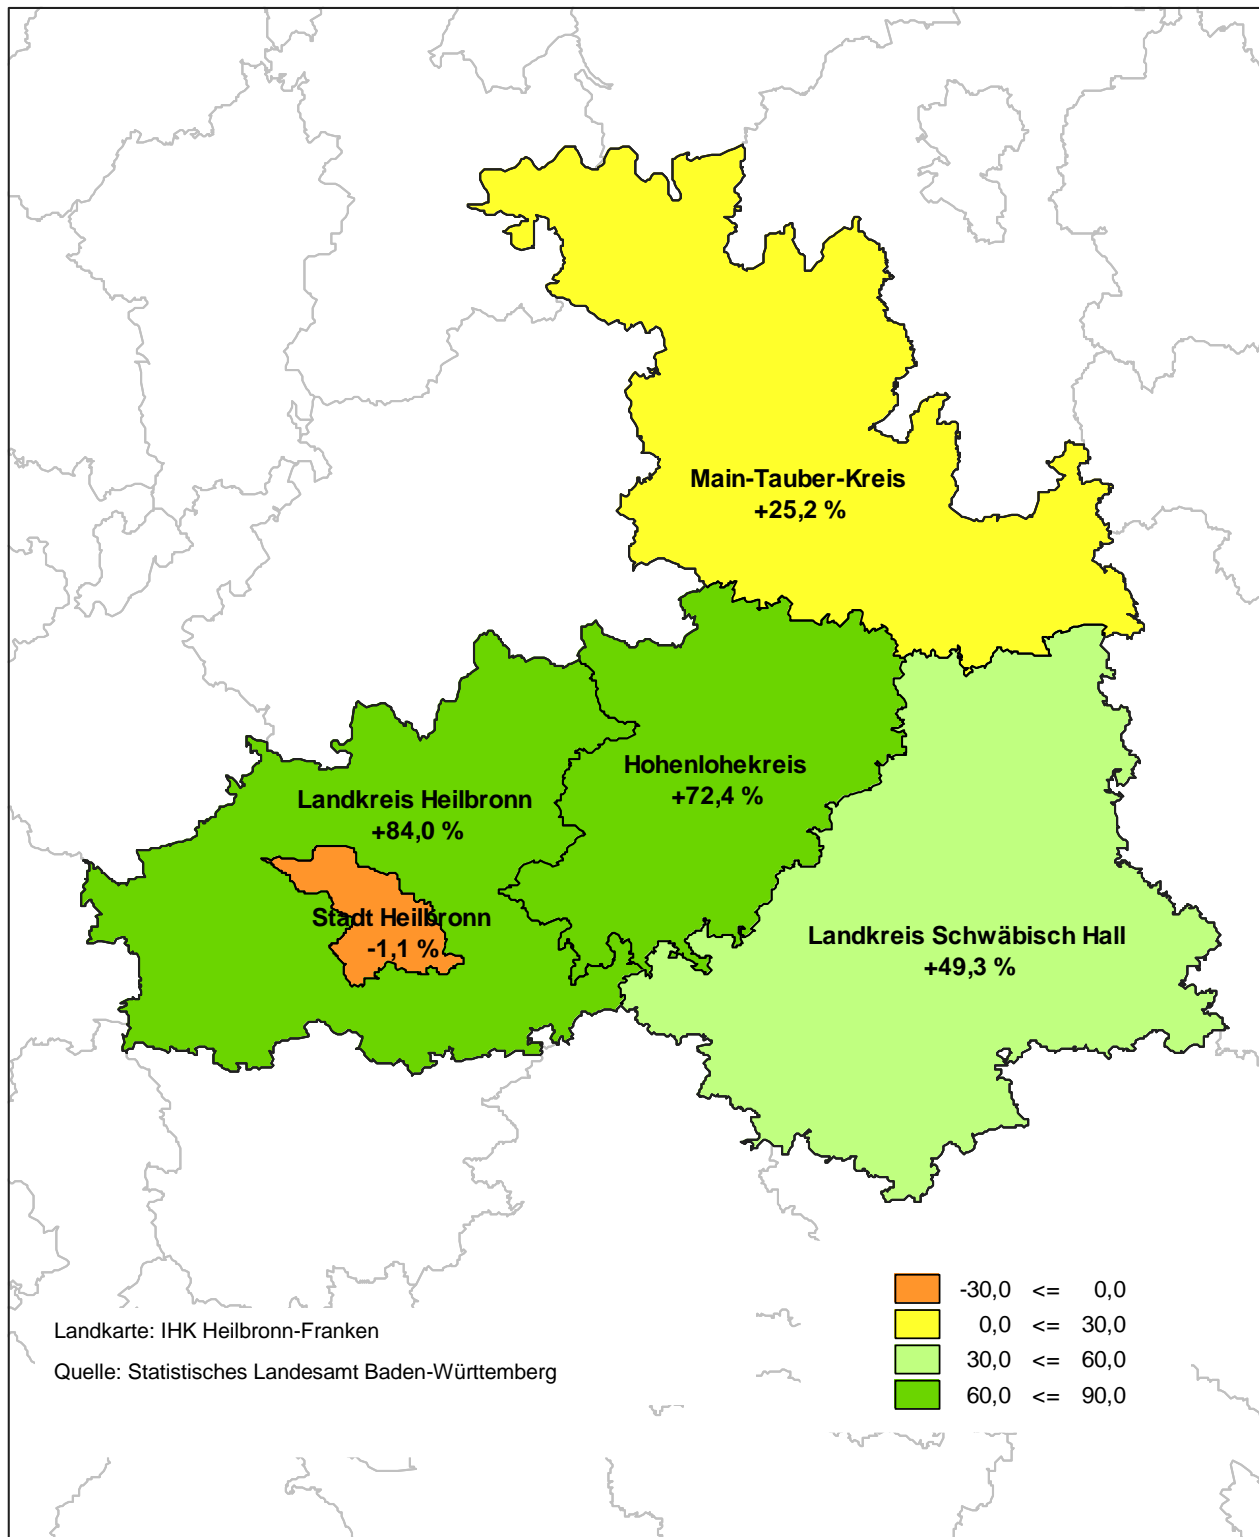 Main-Tauber-Kreis
+25,2 %
Hohenlohekreis
+72,4 %
Landkreis Heilbronn
+84,0 %
Stadt Heilbronn
-1,1 %
Landkreis Schwäbisch Hall
+49,3 %
-30,0 <= 0,0
0,0 <= 30,0
30,0 <= 60,0
60,0 <= 90,0
Landkarte: IHK Heilbronn-Franken
Quelle: Statistisches Landesamt Baden-Württemberg